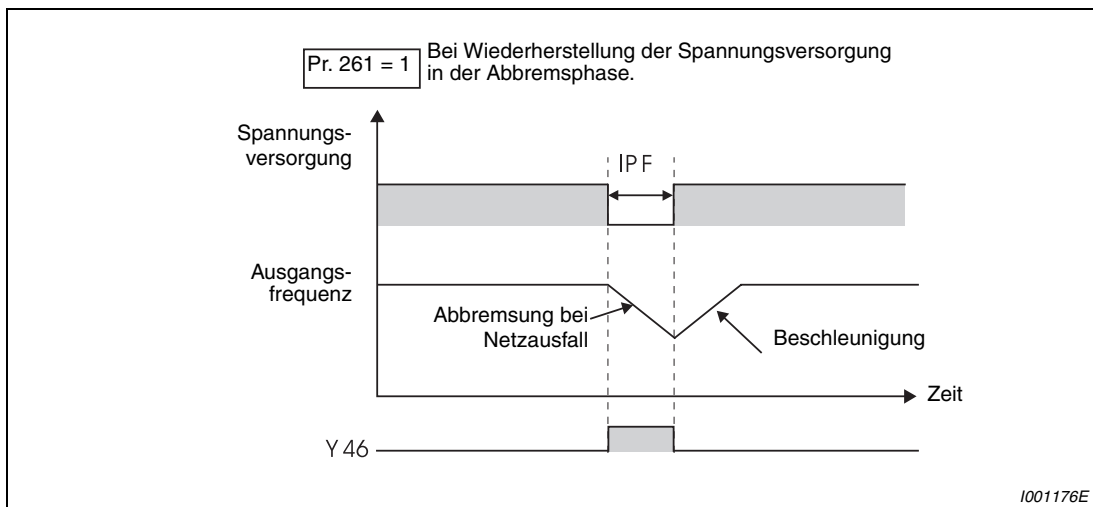 Pr. 261 = 1
Bei Wiederherstellung der Spannungsversorgung
in der Abbremsphase.
Spannungs-
versorgung
IPF
Ausgangs-
frequenz
Abbremsung bei
Netzausfall
Beschleunigung
Zeit
Y46
I001176E